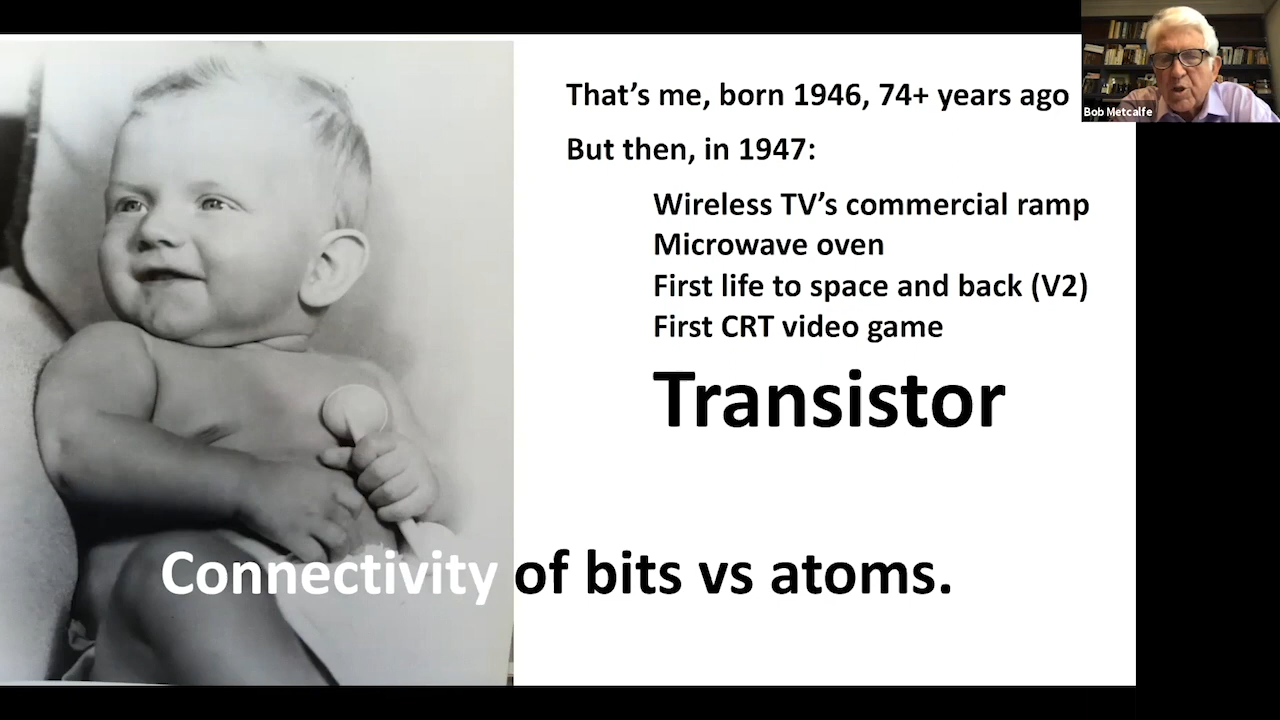 That’s me, born 1946, 74+ years ago
Bob Metcalfe
But then, in 1947:
Wireless TV’s commercial ramp
Microwave oven
First life to space and back (V2)
First CRT video game
Transistor
Connectivity of bits vs atoms.